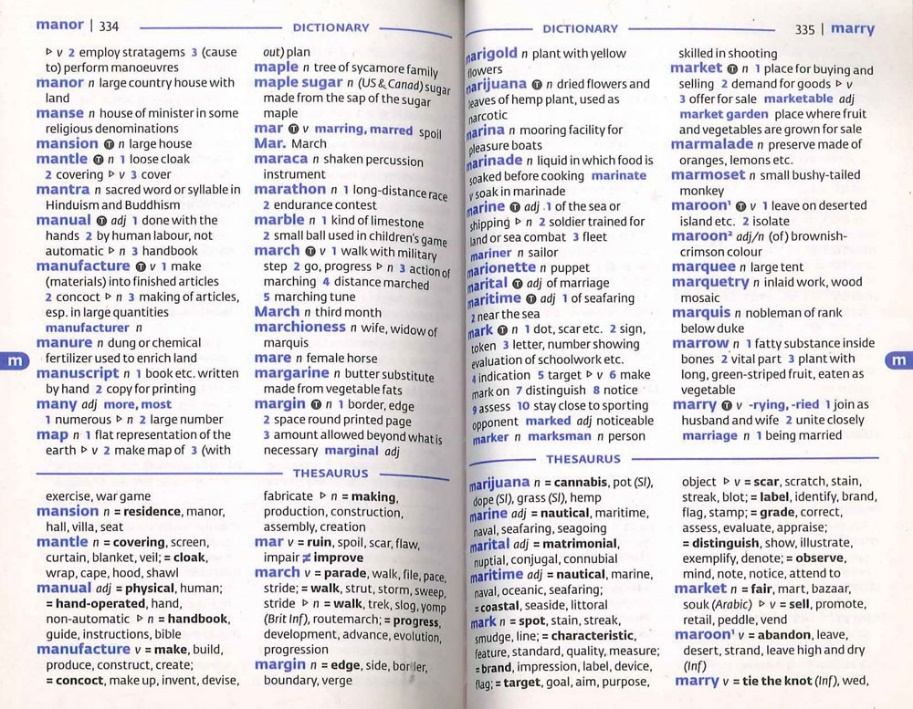 manor | 334
DICTIONARY
▷ v 2 employ stratagems 3 (cause
to) perform manoeuvres
manor n large country house with
land
manse n house of minister in some
religious denominations
mansion Ⓣ n large house
mantle Ⓣ n 1 loose cloak
2 covering ▷ v 3 cover
mantra n sacred word or syllable in
Hinduism and Buddhism
manual Ⓣ adj 1 done with the
hands 2 by human labour, not
automatic ▷ n 3 handbook
manufacture Ⓣ v 1 make
(materials) into finished articles
2 concoct ▷ n 3 making of articles,
esp. in large quantities
manufacturer n
manure n dung or chemical
fertilizer used to enrich land
manuscript n 1 book etc. written
by hand 2 copy for printing
many adj more, most
1 numerous ▷ n 2 large number
map n 1 flat representation of the
earth ▷ v 2 make map of 3 (with
out) plan
maple n tree of sycamore family
maple sugar n (US & Canad) sugar
made from the sap of the sugar
maple
mar Ⓣ v marring, marred spoil
Mar. March
maraca n shaken percussion
instrument
marathon n 1 long-distance race
2 endurance contest
marble n 1 kind of limestone
2 small ball used in children's game
march Ⓣ v 1 walk with military
step 2 go, progress ▷ n 3 action of
marching 4 distance marched
5 marching tune
March n third month
marchioness n wife, widow of
marquis
mare n female horse
margarine n butter substitute
made from vegetable fats
margin Ⓣ n 1 border, edge
2 space round printed page
3 amount allowed beyond what is
necessary marginal adj
m
THESAURUS
exercise, war game
mansion n = residence, manor,
hall, villa, seat
mantle n = covering, screen,
curtain, blanket, veil; = cloak,
wrap, cape, hood, shawl
manual adj = physical, human;
= hand-operated, hand,
non-automatic ▷ n = handbook,
guide, instructions, bible
manufacture v = make, build,
produce, construct, create;
= concoct, make up, invent, devise,
fabricate ▷ n = making,
production, construction,
assembly, creation
mar v = ruin, spoil, scar, flaw,
impair ≠ improve
march v = parade, walk, file, pace,
stride; = walk, strut, storm, sweep,
stride ▷ n = walk, trek, slog, yomp
(Brit Inf), routemarch; = progress,
development, advance, evolution,
progression
margin n = edge, side, border,
boundary, verge
DICTIONARY
335 | marry
marigold n plant with yellow
flowers
marijuana Ⓣ n dried flowers and
leaves of hemp plant, used as
narcotic
marina n mooring facility for
pleasure boats
marinade n liquid in which food is
soaked before cooking marinate
v soak in marinade
marine Ⓣ adj 1 of the sea or
shipping ▷ n 2 soldier trained for
land or sea combat 3 fleet
mariner n sailor
marionette n puppet
marital Ⓣ adj of marriage
maritime Ⓣ adj 1 of seafaring
2 near the sea
mark Ⓣ n 1 dot, scar etc. 2 sign,
token 3 letter, number showing
evaluation of schoolwork etc.
4 indication 5 target ▷ v 6 make
mark on 7 distinguish 8 notice
9 assess 10 stay close to sporting
opponent marked adj noticeable
marker n marksman n person
skilled in shooting
market Ⓣ n 1 place for buying and
selling 2 demand for goods ▷ v
3 offer for sale marketable adj
market garden place where fruit
and vegetables are grown for sale
marmalade n preserve made of
oranges, lemons etc.
marmoset n small bushy-tailed
monkey
maroon¹ Ⓣ v 1 leave on deserted
island etc. 2 isolate
maroon² adj/n (of) brownish-
crimson colour
marquee n large tent
marquetry n inlaid work, wood
mosaic
marquis n nobleman of rank
below duke
marrow n 1 fatty substance inside
bones 2 vital part 3 plant with
long, green-striped fruit, eaten as
vegetable
marry Ⓣ v -rying, -ried 1 join as
husband and wife 2 unite closely
marriage n 1 being married
m
THESAURUS
marijuana n = cannabis, pot (Sl),
dope (Sl), grass (Sl), hemp
marine adj = nautical, maritime,
naval, seafaring, seagoing
marital adj = matrimonial,
nuptial, conjugal, connubial
maritime adj = nautical, marine,
naval, oceanic, seafaring;
= coastal, seaside, littoral
mark n = spot, stain, streak,
smudge, line; = characteristic,
feature, standard, quality, measure;
= brand, impression, label, device,
flag; = target, goal, aim, purpose,
object ▷ v = scar, scratch, stain,
streak, blot; = label, identify, brand,
flag, stamp; = grade, correct,
assess, evaluate, appraise;
= distinguish, show, illustrate,
exemplify, denote; = observe,
mind, note, notice, attend to
market n = fair, mart, bazaar,
souk (Arabic) ▷ v = sell, promote,
retail, peddle, vend
maroon¹ v = abandon, leave,
desert, strand, leave high and dry
(Inf)
marry v = tie the knot (Inf), wed,